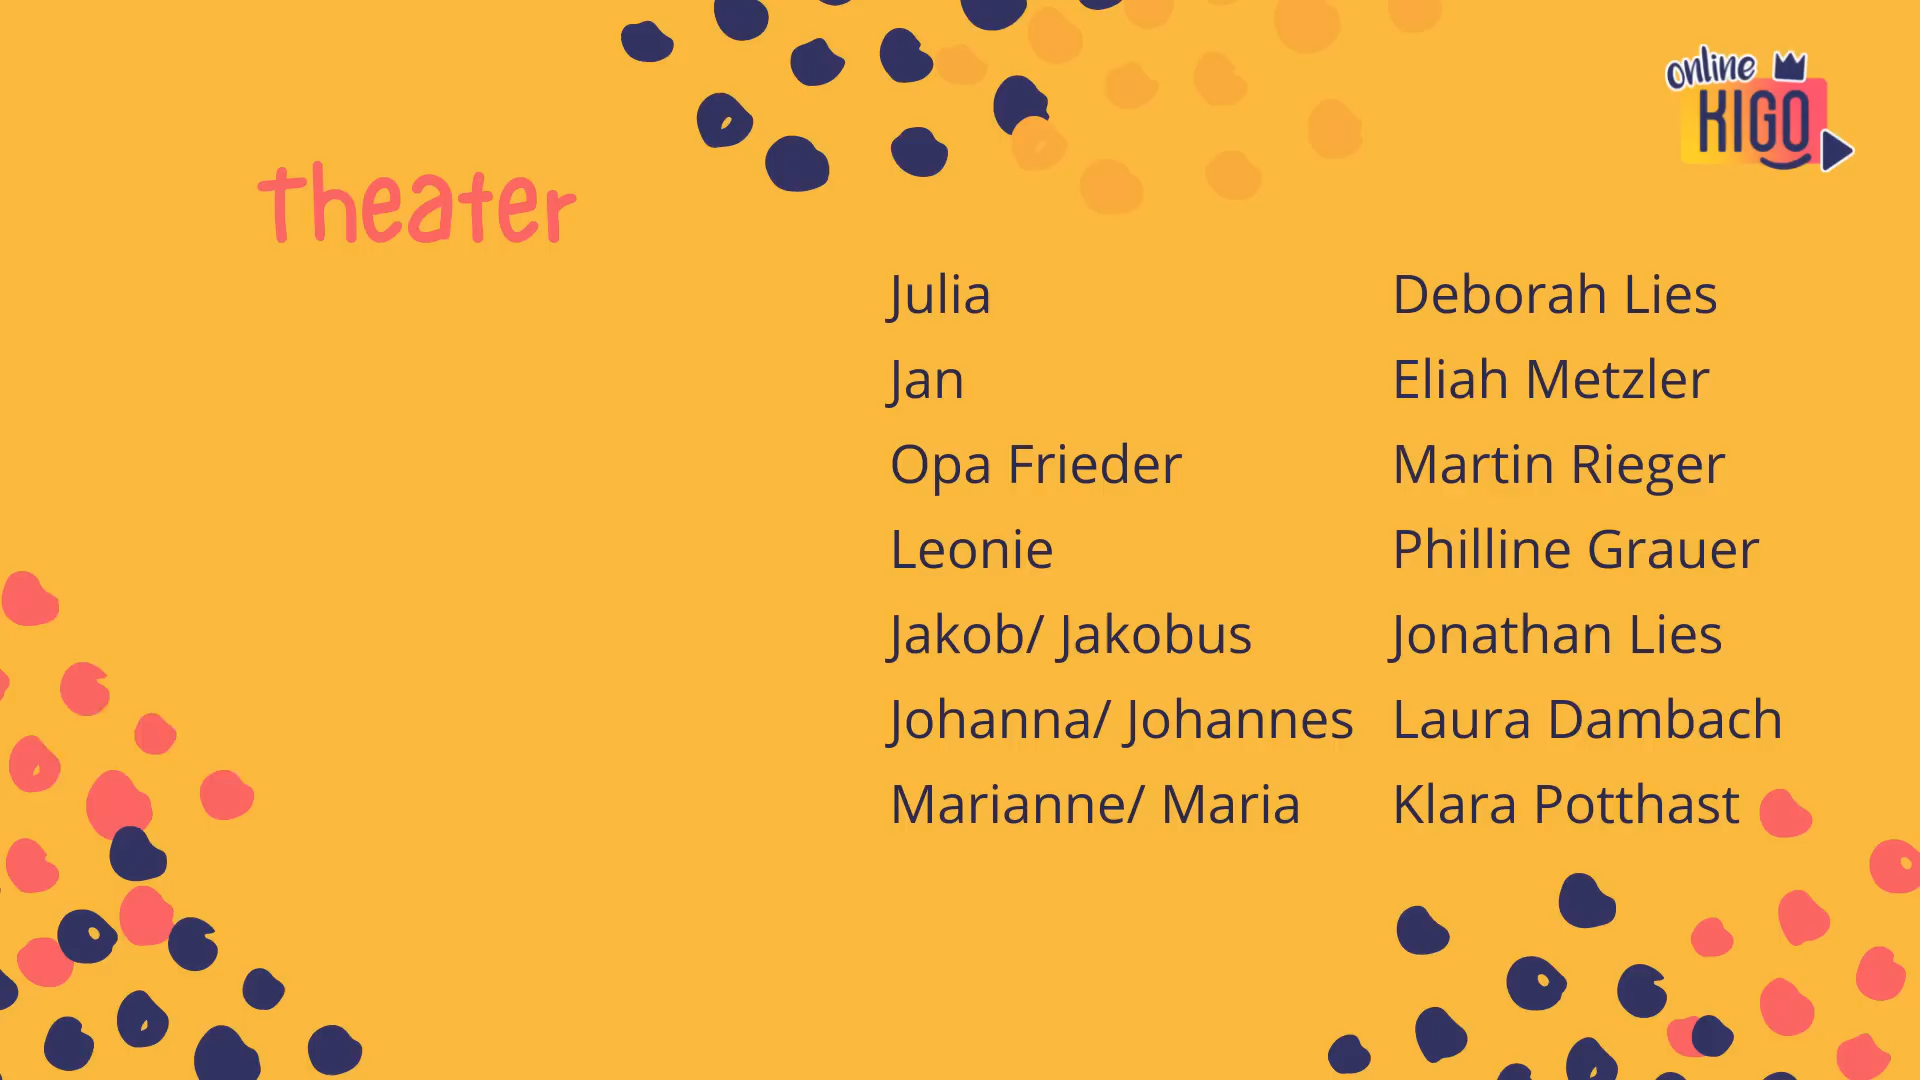 online
KIGO
theater
Julia Deborah Lies
Jan Eliah Metzler
Opa Frieder Martin Rieger
Leonie Philline Grauer
Jakob/ Jakobus Jonathan Lies
Johanna/ Johannes Laura Dambach
Marianne/ Maria Klara Potthast